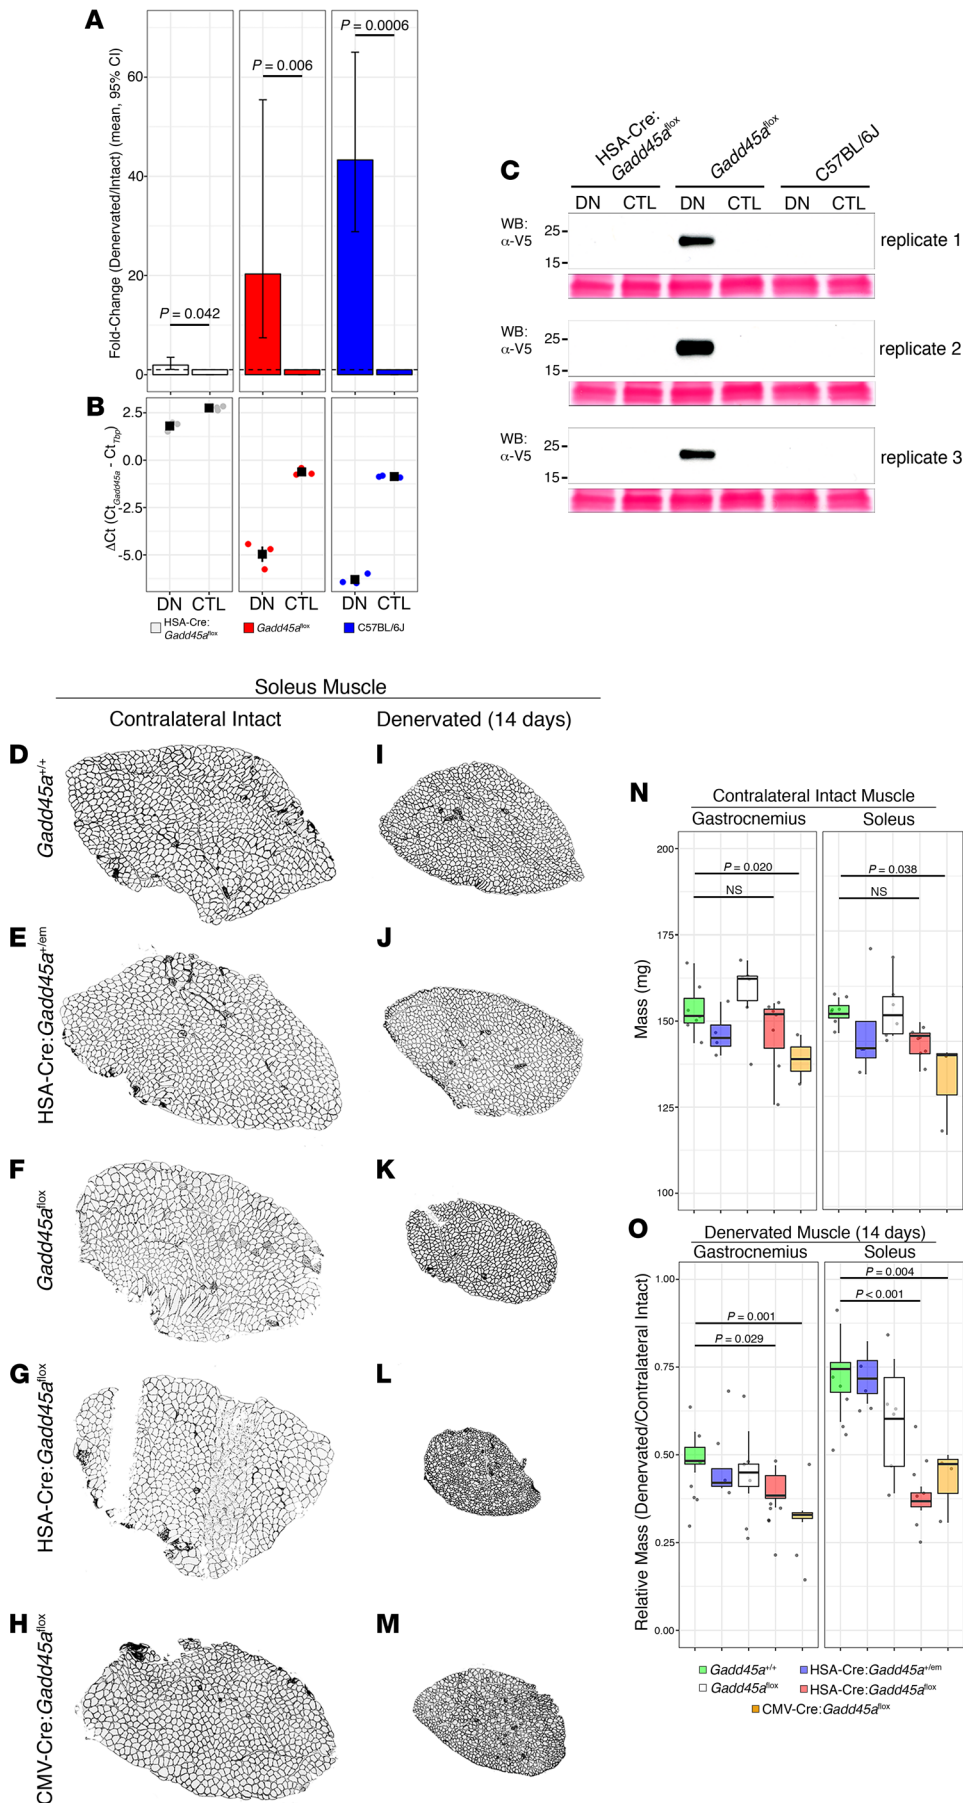 A
Fold-Change (Denervated/Intact) (mean, 95% CI)
60
40
20
0
P = 0.042
P = 0.006
P = 0.0006
B
ΔCt (Ct Gadd45a - Ct Tbp)
2.5
0.0
-2.5
-5.0
DN CTL DN CTL DN CTL
HSA-Cre: Gadd45a flox
Gadd45a flox
C57BL/6J
C
HSA-Cre: Gadd45a flox
Gadd45a flox
C57BL/6J
DN CTL DN CTL DN CTL
WB: α-V5
25
15
replicate 1
WB: α-V5
25
15
replicate 2
WB: α-V5
25
15
replicate 3
Soleus Muscle
Contralateral Intact
Denervated (14 days)
D
Gadd45a+/+
I
E
HSA-Cre:Gadd45a+/em
J
F
Gadd45a flox
K
G
HSA-Cre:Gadd45a flox
L
H
CMV-Cre:Gadd45a flox
M
N
Contralateral Intact Muscle
Gastrocnemius
Soleus
Mass (mg)
200
175
150
125
100
P = 0.020
NS
P = 0.038
NS
O
Denervated Muscle (14 days)
Gastrocnemius
Soleus
Relative Mass (Denervated/Contralateral Intact)
1.00
0.75
0.50
0.25
0.00
P = 0.001
P = 0.029
P = 0.004
P < 0.001
Gadd45a+/+
HSA-Cre:Gadd45a+/em
Gadd45a flox
HSA-Cre:Gadd45a flox
CMV-Cre:Gadd45a flox